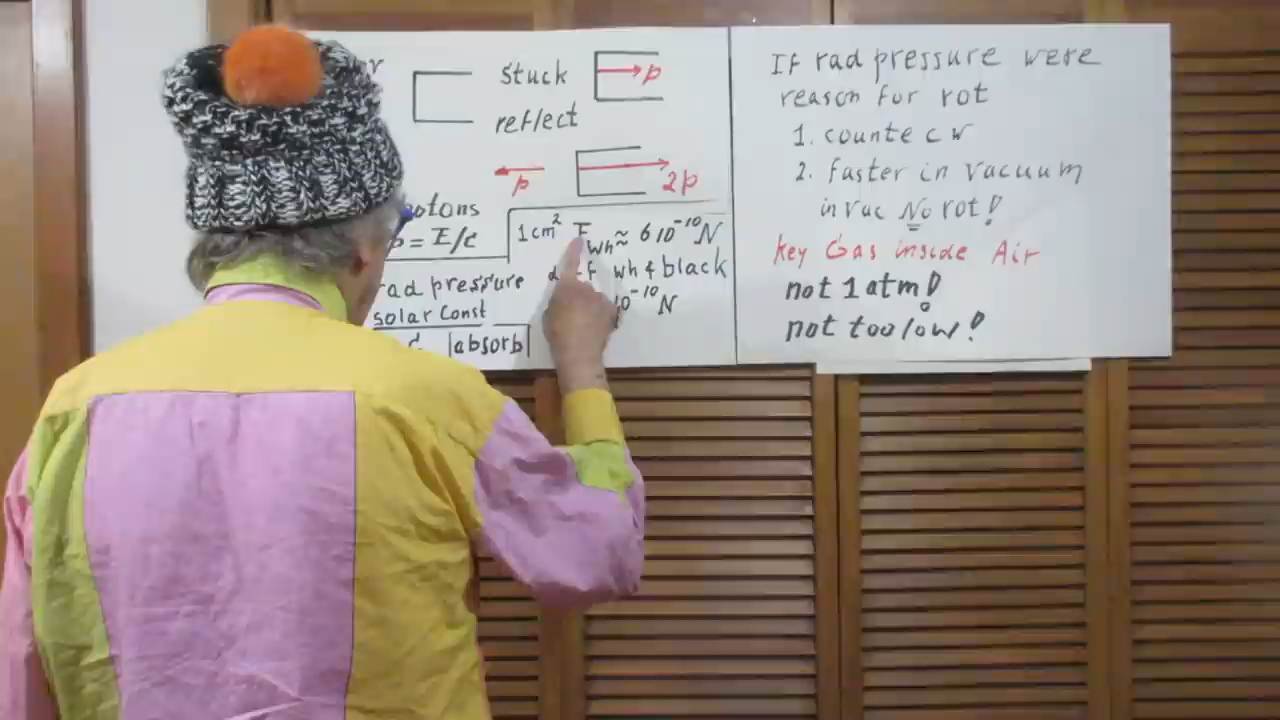 stuck
p
reflect
p
2p
otons
p = E/c
rad pressure
solar const
absorb
1 cm² F wh ≈ 6 10⁻¹⁰ N
wh & black
10⁻¹⁰ N
If rad pressure were
reason for rot
1. counte c w
2. faster in vacuum
in vac No rot!
key Gas inside Air
not 1 atm!
not too low!